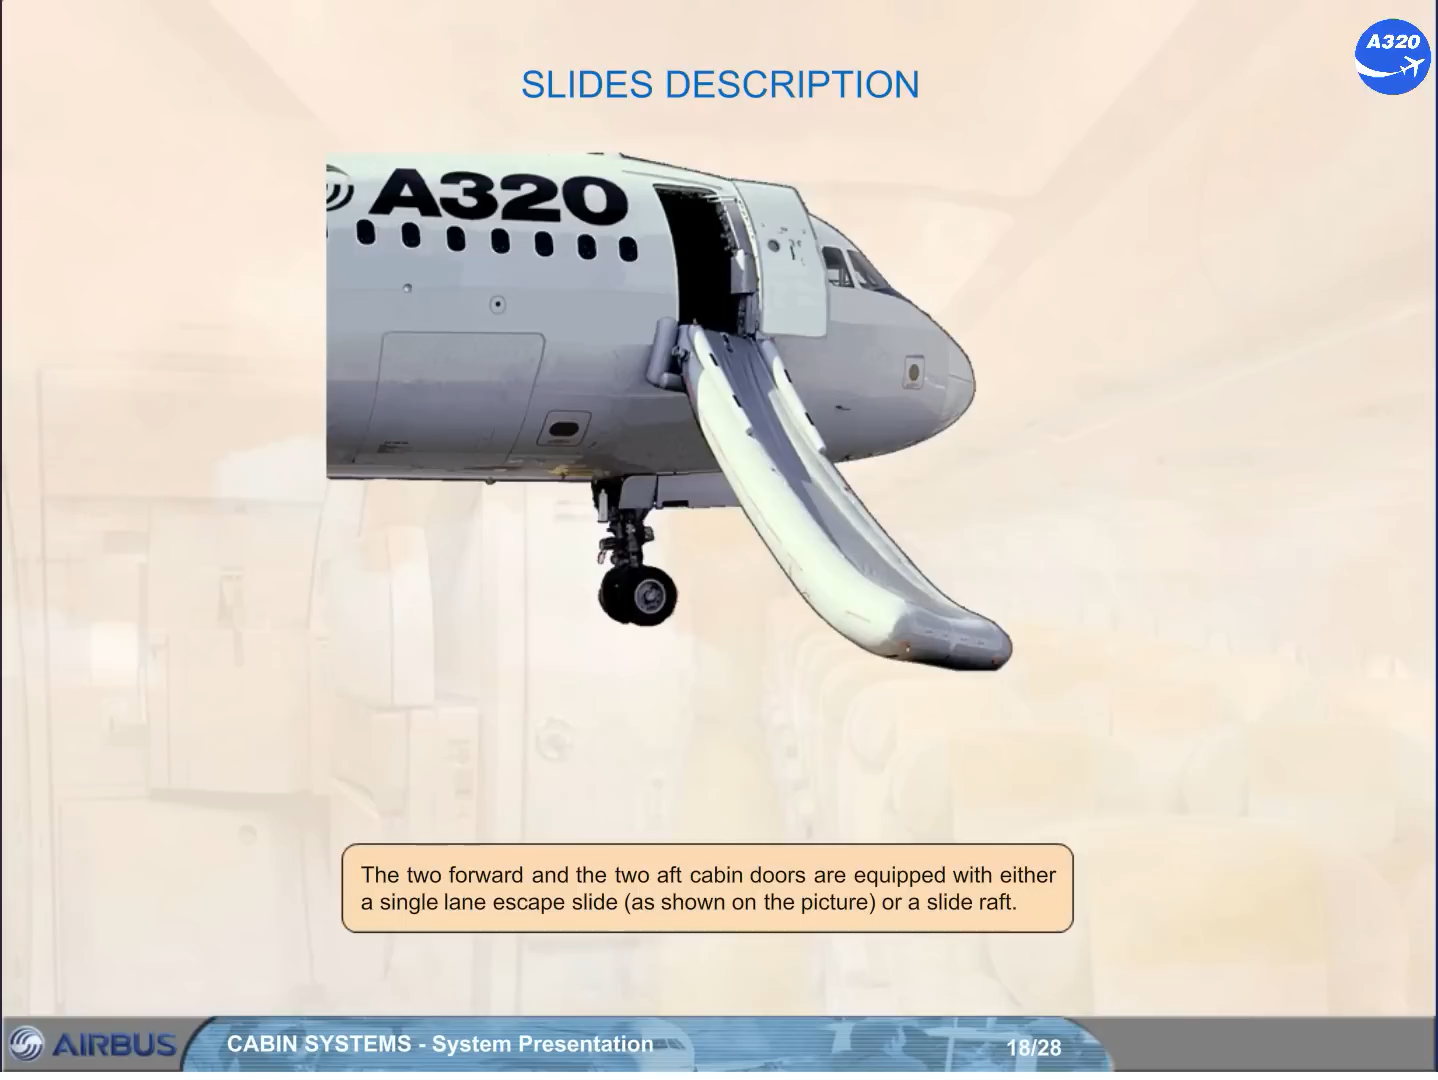 A320
SLIDES DESCRIPTION
A320
The two forward and the two aft cabin doors are equipped with either
a single lane escape slide (as shown on the picture) or a slide raft.
AIRBUS
CABIN SYSTEMS - System Presentation
18/28